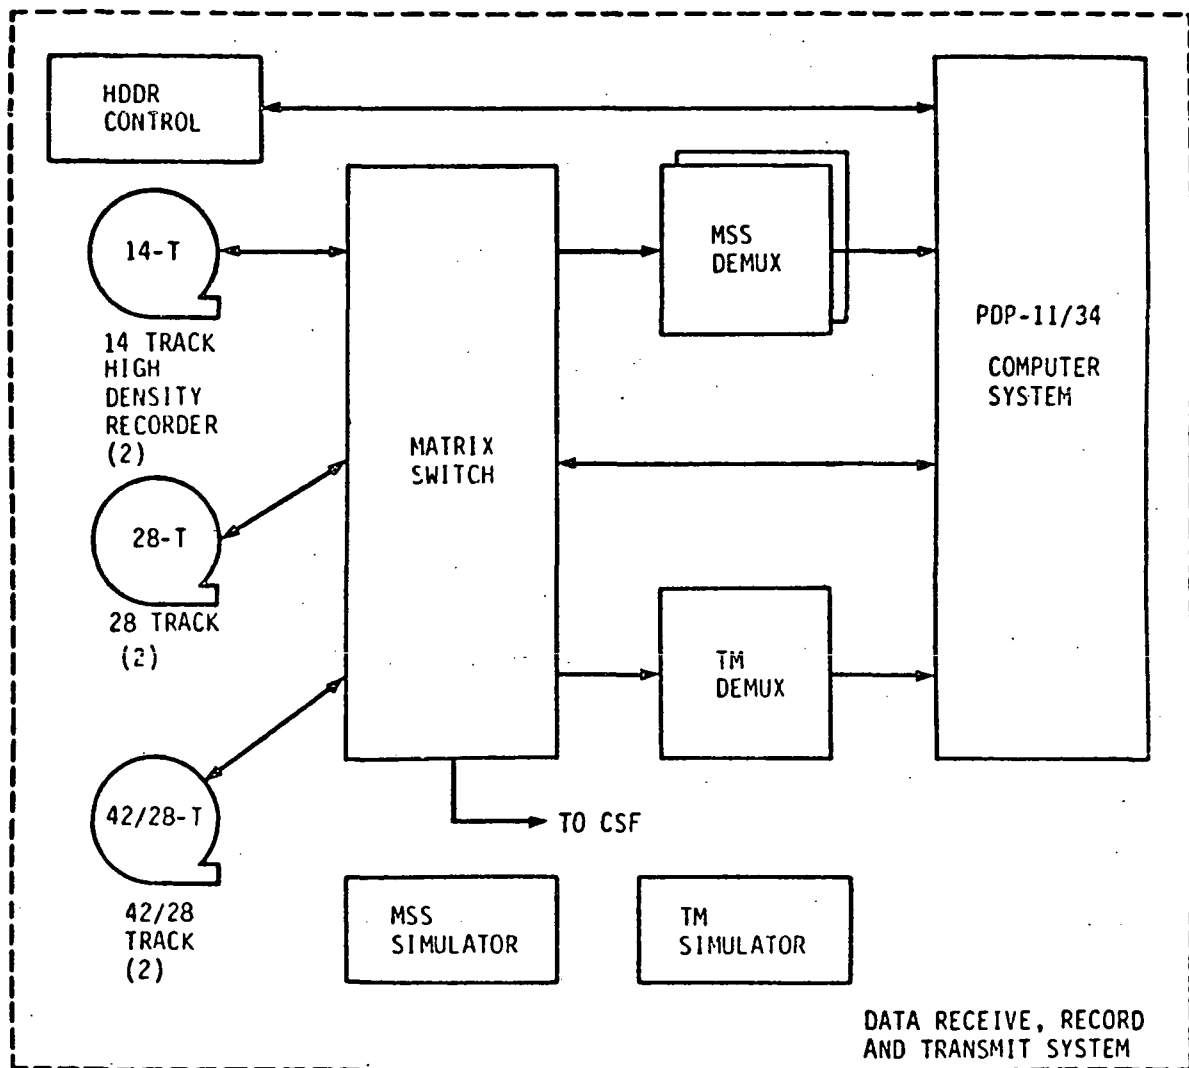 HDDR
CONTROL
14-T
14 TRACK
HIGH
DENSITY
RECORDER
(2)
28-T
28 TRACK
(2)
42/28-T
42/28
TRACK
(2)
MATRIX
SWITCH
MSS
DEMUX
TM
DEMUX
PDP-11/34
COMPUTER
SYSTEM
TO CSF
MSS
SIMULATOR
TM
SIMULATOR
DATA RECEIVE, RECORD
AND TRANSMIT SYSTEM